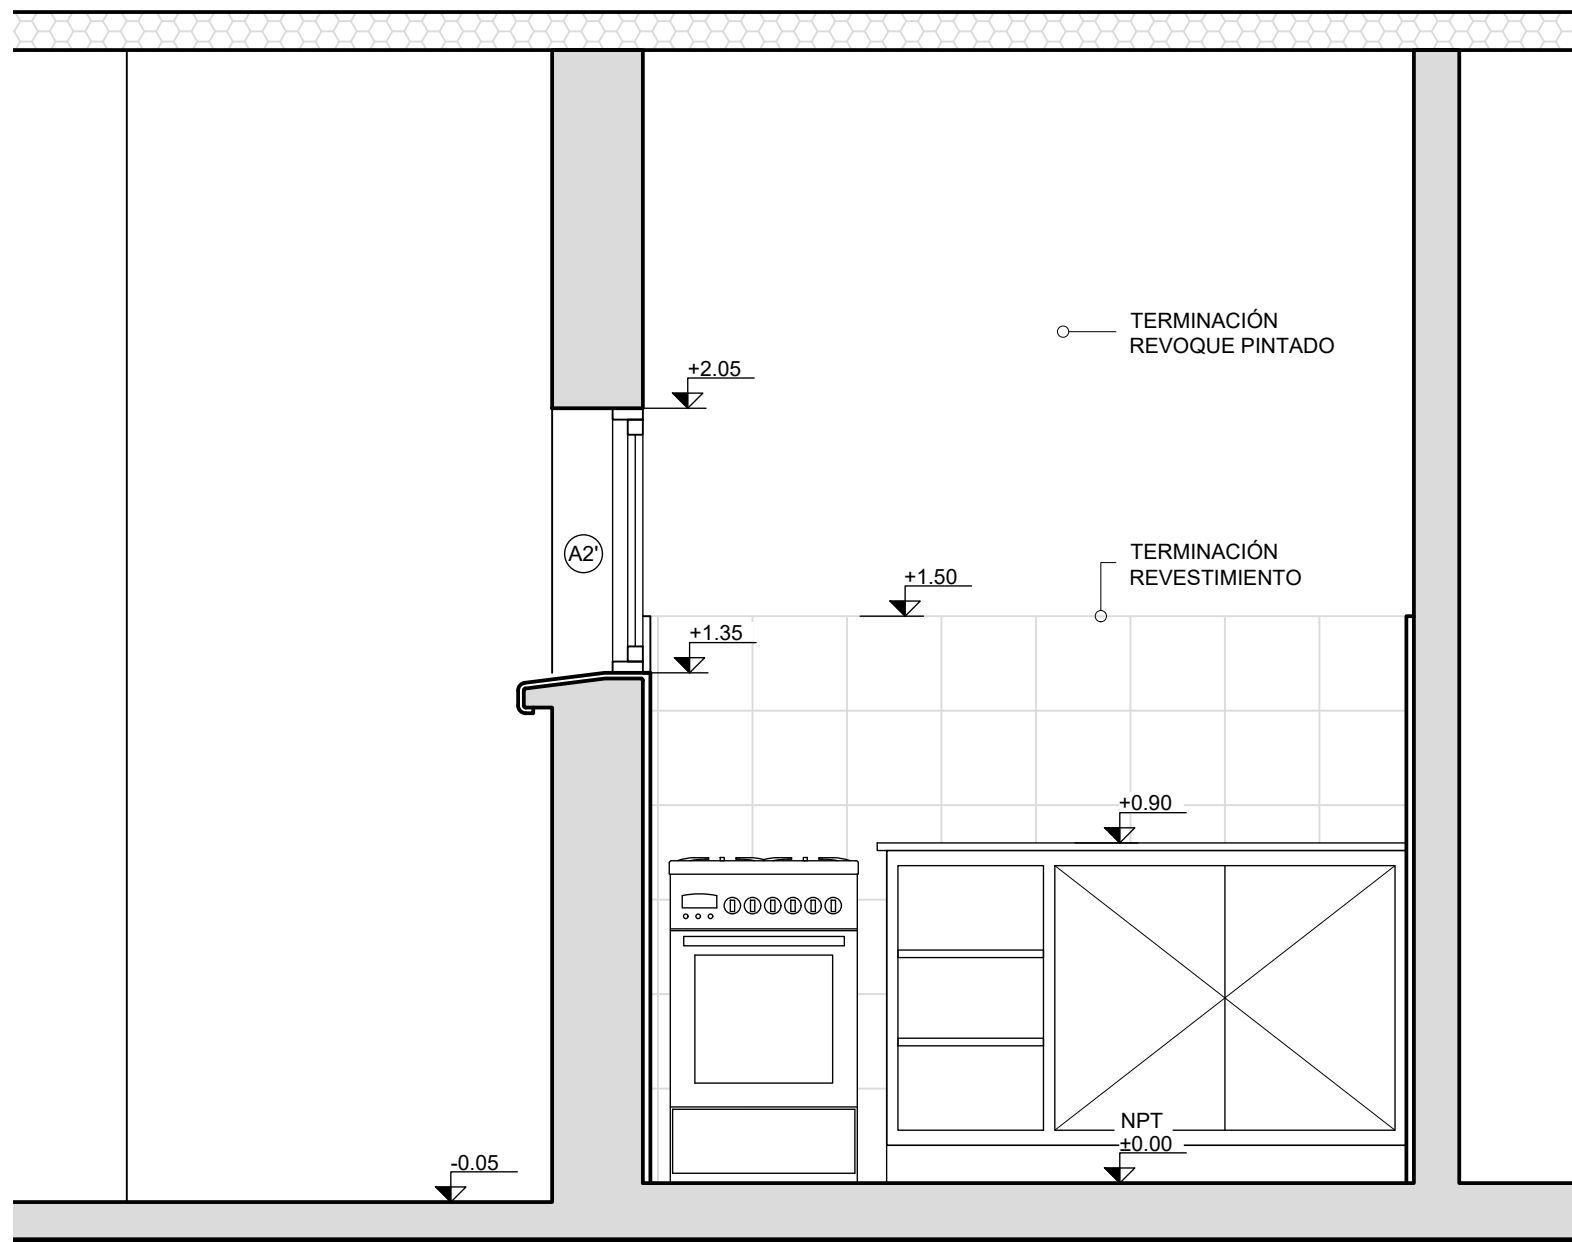 TERMINACIÓN
REVOQUE PINTADO
+2.05
A2'
TERMINACIÓN
REVESTIMIENTO
+1.50
+1.35
+0.90
NPT
±0.00
-0.05